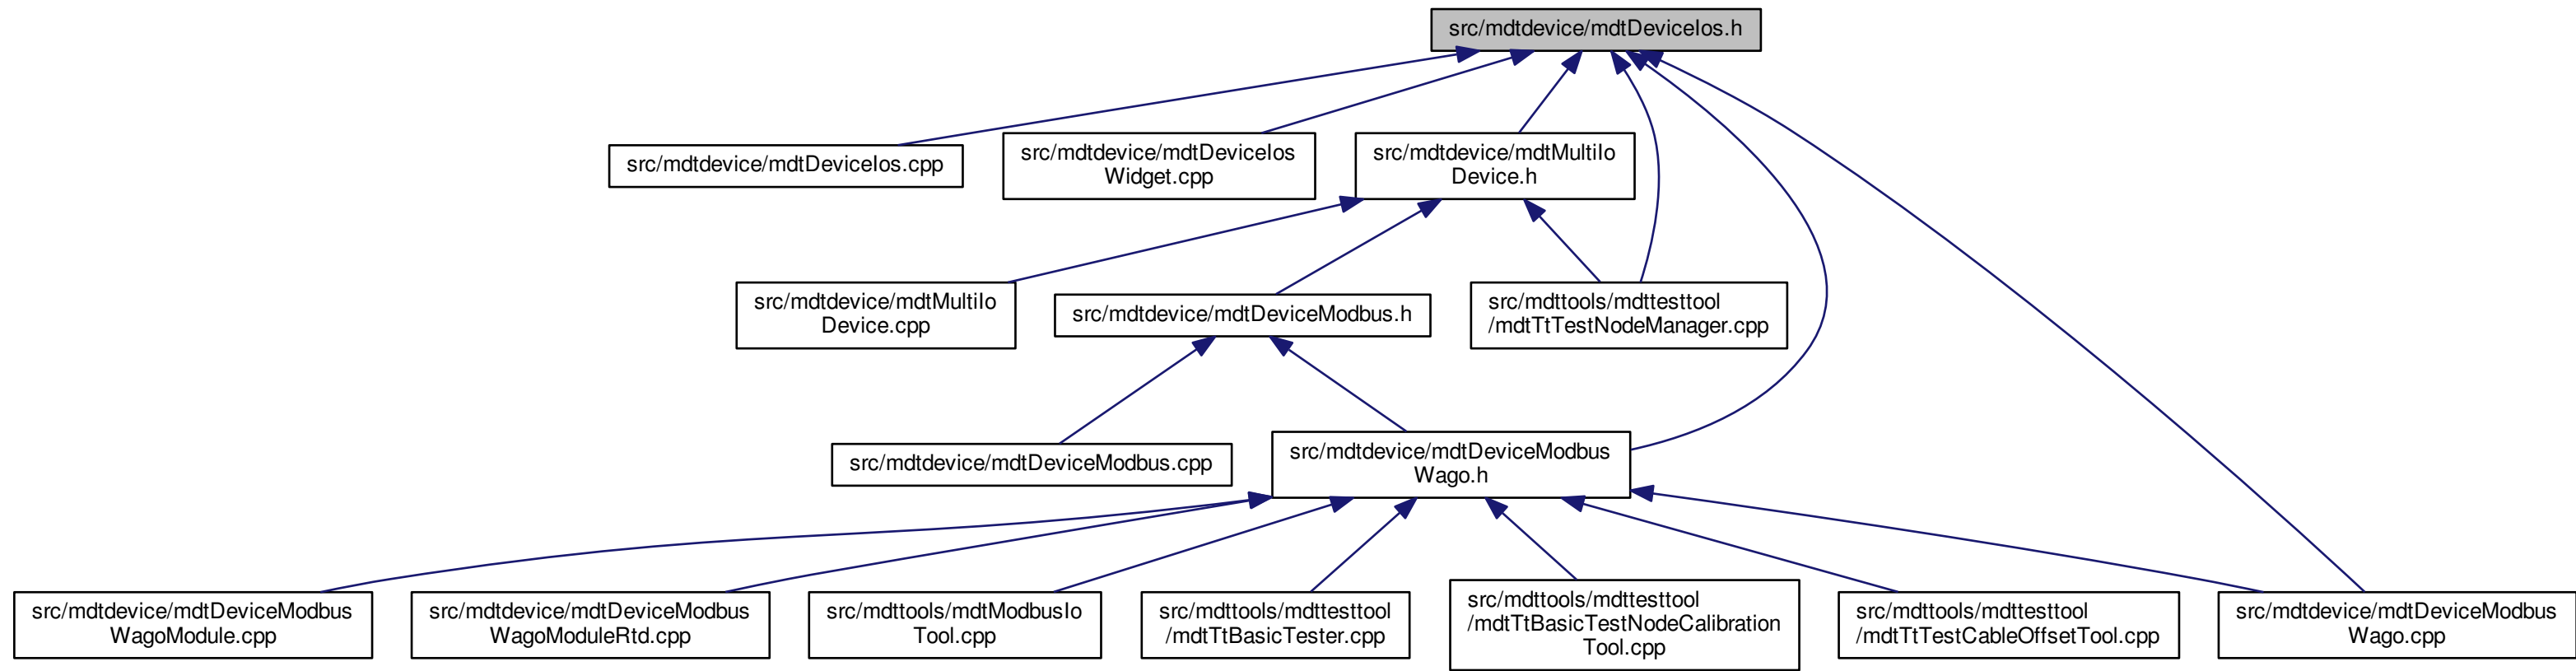 src/mdtdevice/mdtDeviceIos.h
src/mdtdevice/mdtDeviceIos.cpp
src/mdtdevice/mdtDeviceIos
Widget.cpp
src/mdtdevice/mdtMultiIo
Device.h
src/mdtdevice/mdtMultiIo
Device.cpp
src/mdtdevice/mdtDeviceModbus.h
src/mdttools/mdttesttool
/mdtTtTestNodeManager.cpp
src/mdtdevice/mdtDeviceModbus.cpp
src/mdtdevice/mdtDeviceModbus
Wago.h
src/mdtdevice/mdtDeviceModbus
WagoModule.cpp
src/mdtdevice/mdtDeviceModbus
WagoModuleRtd.cpp
src/mdttools/mdtModbusIo
Tool.cpp
src/mdttools/mdttesttool
/mdtTtBasicTester.cpp
src/mdttools/mdttesttool
/mdtTtBasicTestNodeCalibration
Tool.cpp
src/mdttools/mdttesttool
/mdtTtTestCableOffsetTool.cpp
src/mdtdevice/mdtDeviceModbus
Wago.cpp